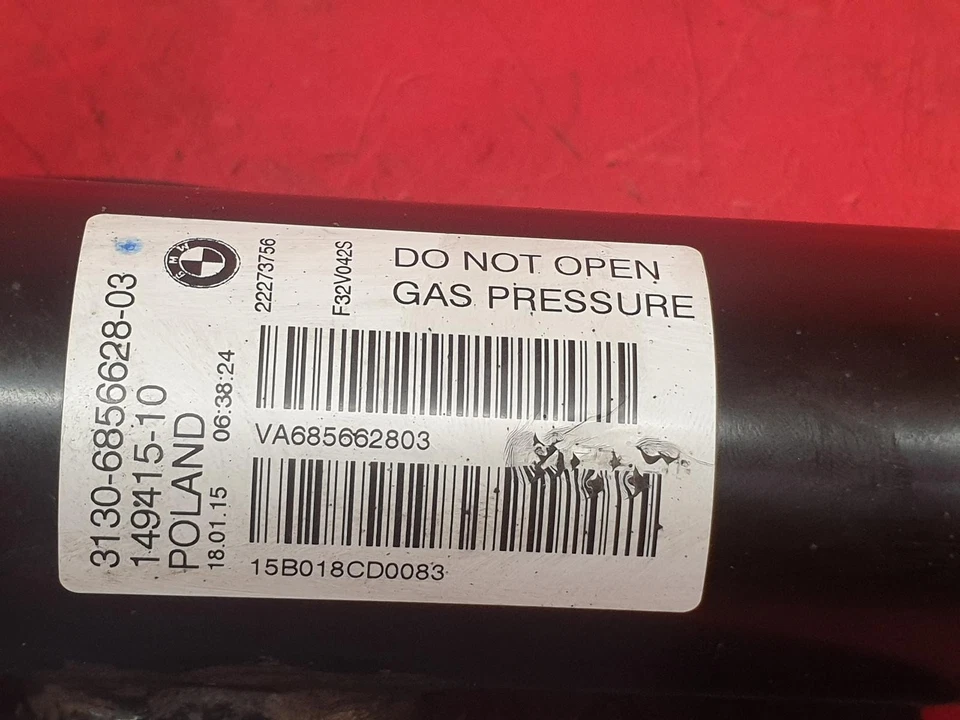 DO NOT OPEN
GAS PRESSURE
BMW
22273756
F32V042S
3130-6856628-03
149415-10
POLAND
18.01.15 06:38:24
VA685662803
15B018CD0083